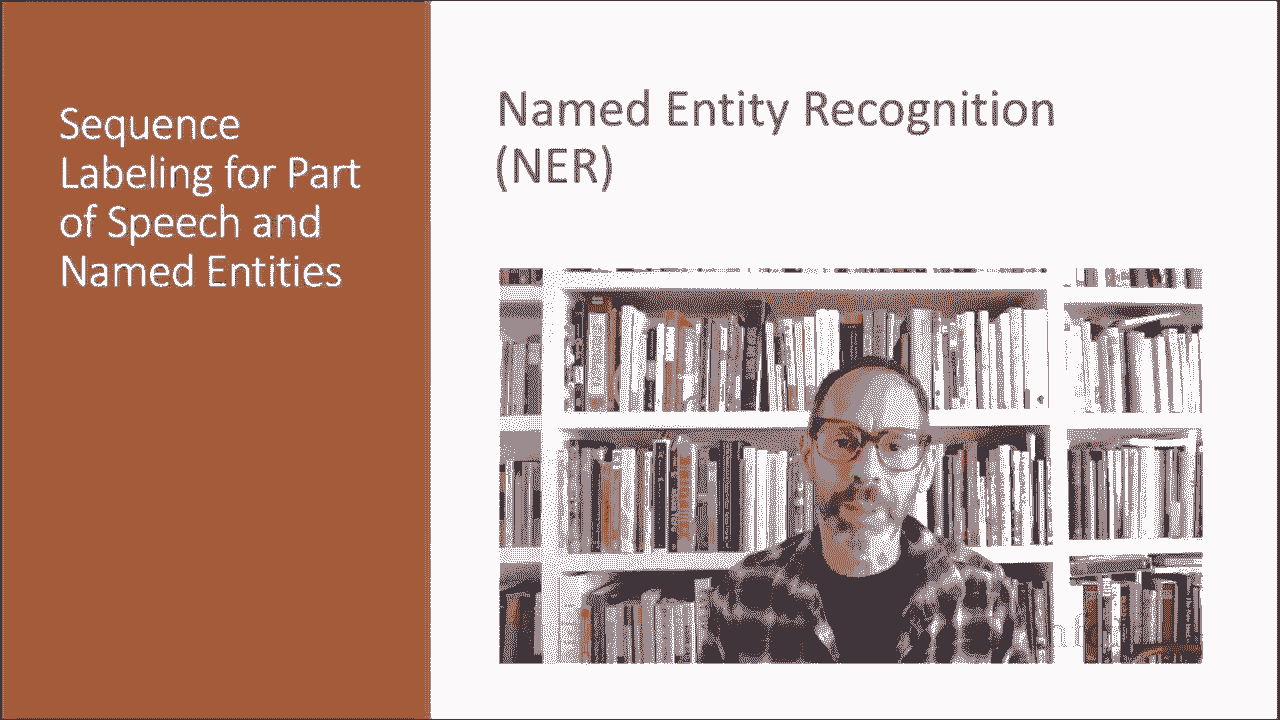 Sequence
Labeling for Part
of Speech and
Named Entities
Named Entity Recognition
(NER)